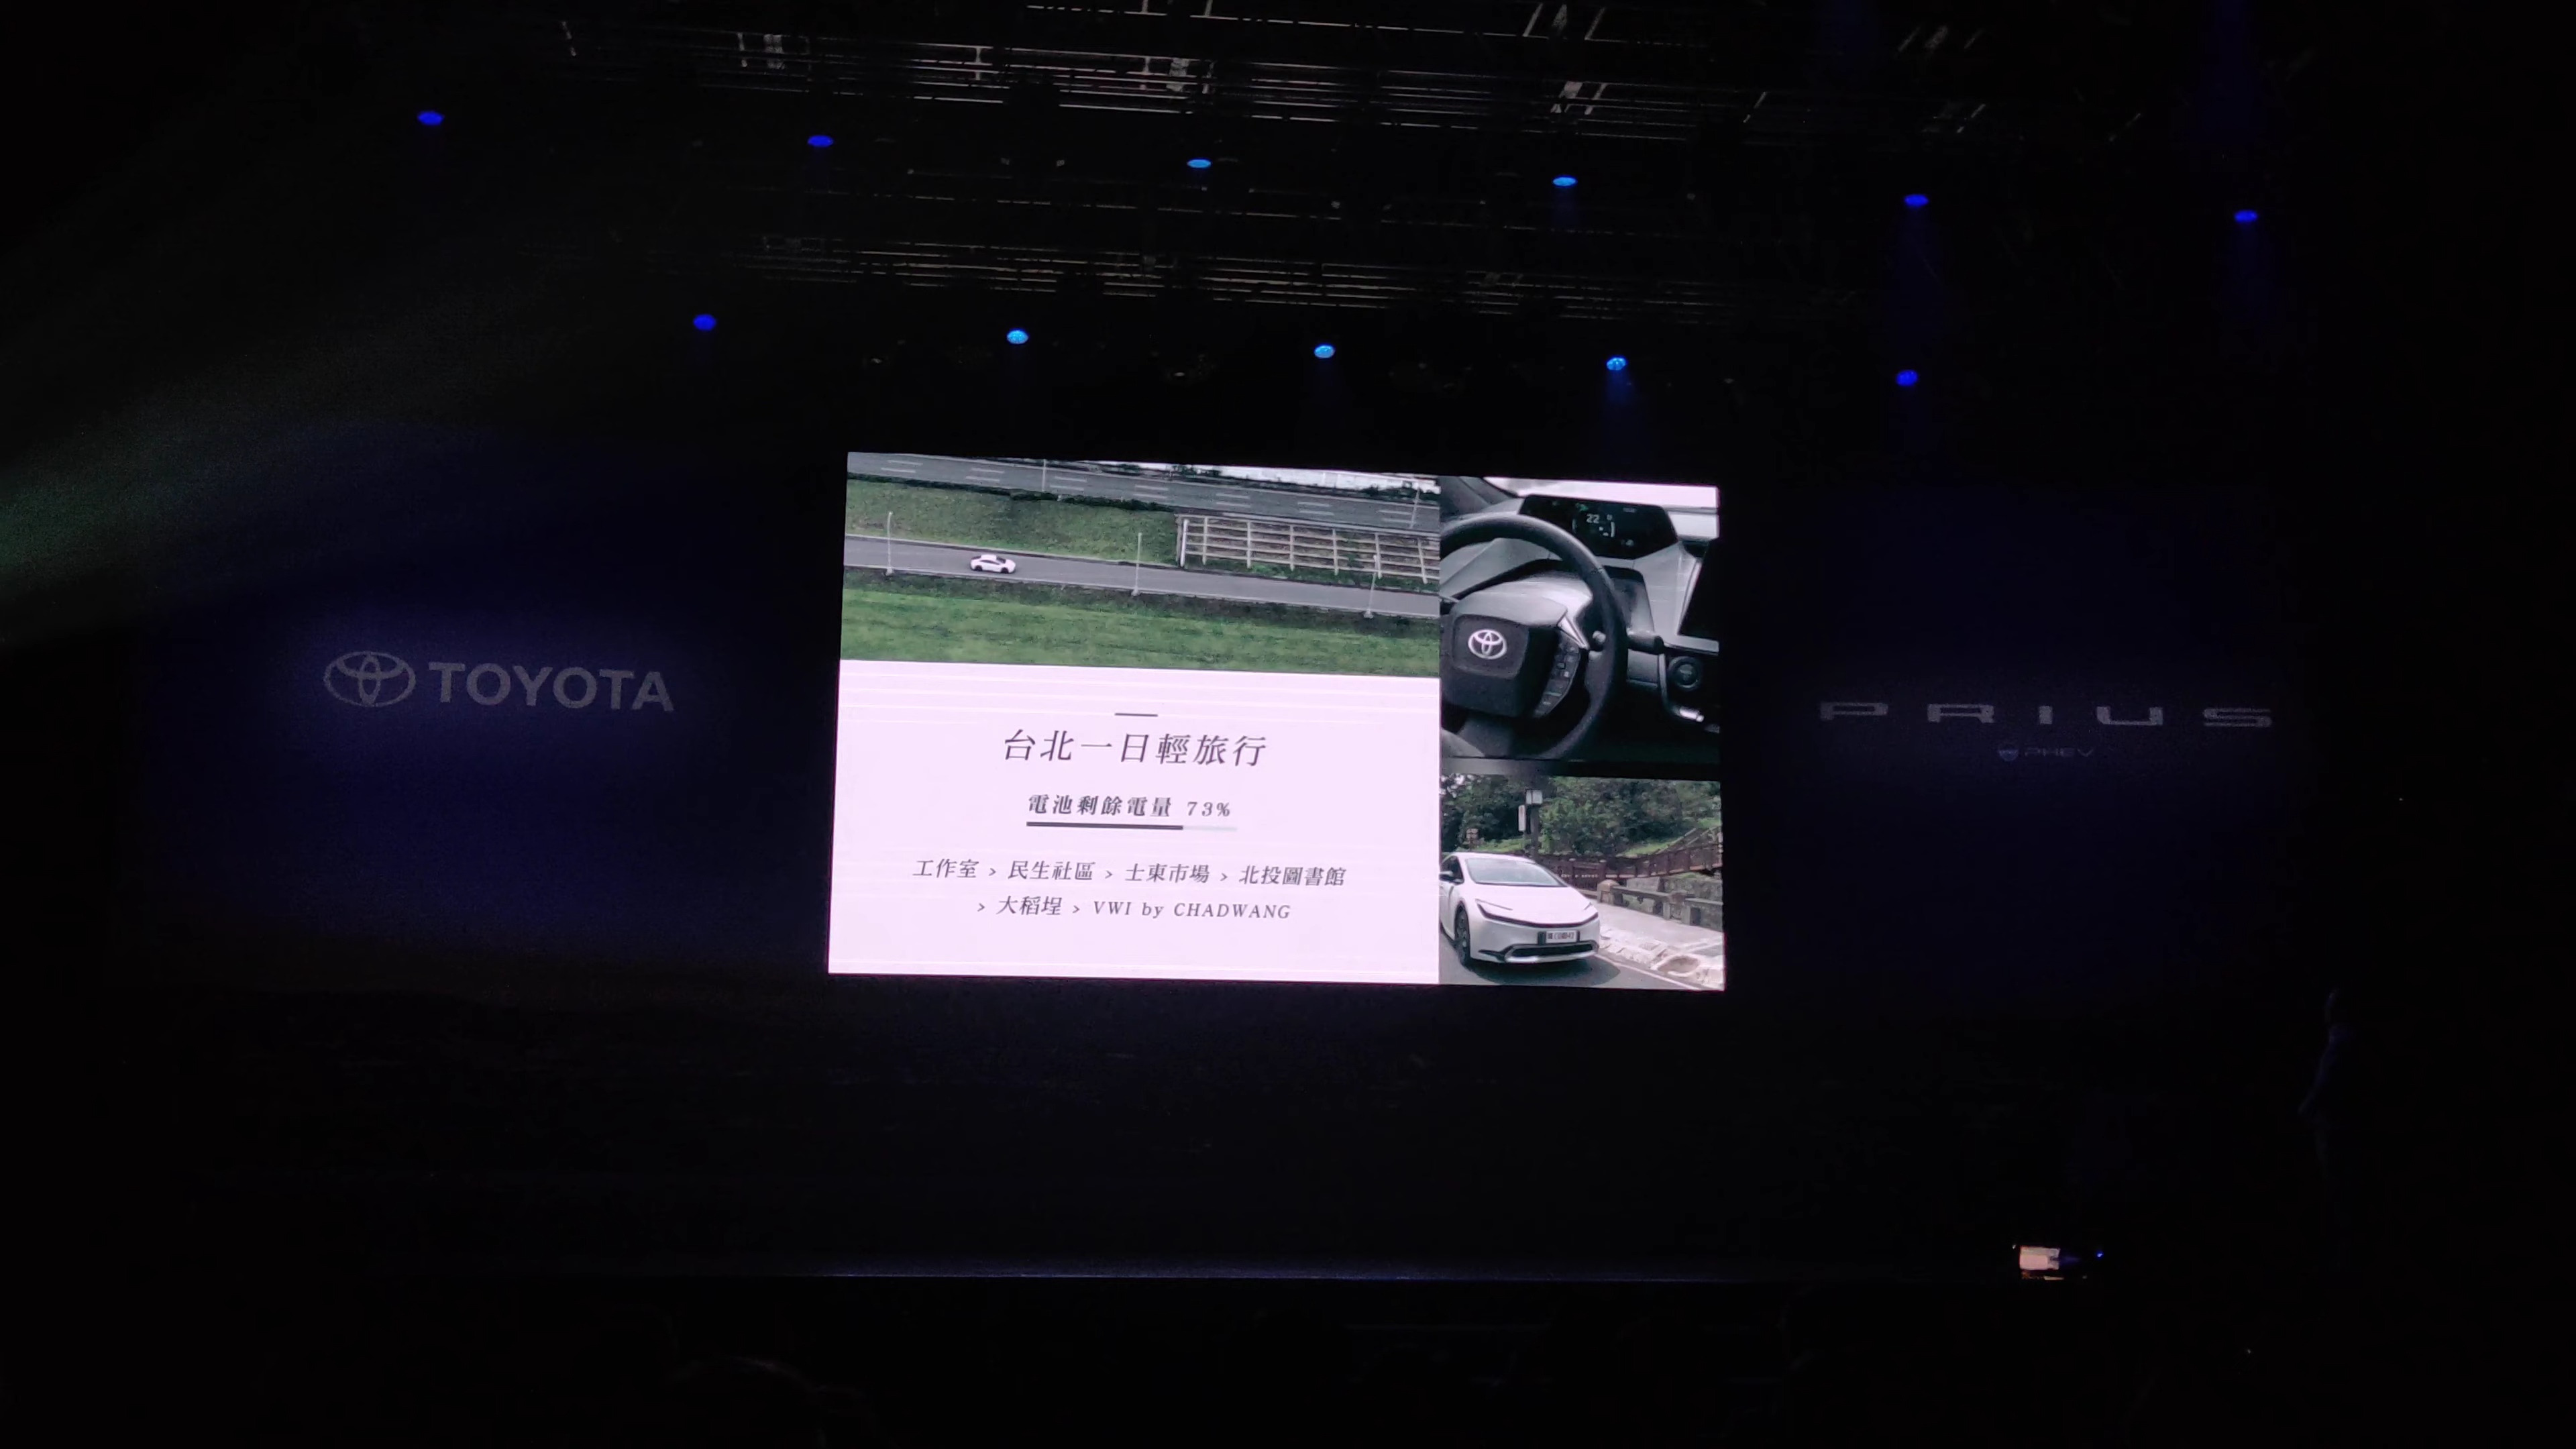 TOYOTA
台北一日輕旅行
電池剩餘電量 73%
工作室 > 民生社區 > 士東市場 > 北投圖書館
> 大稻埕 > VWI by CHADWANG
22
PRIUS
PHEV